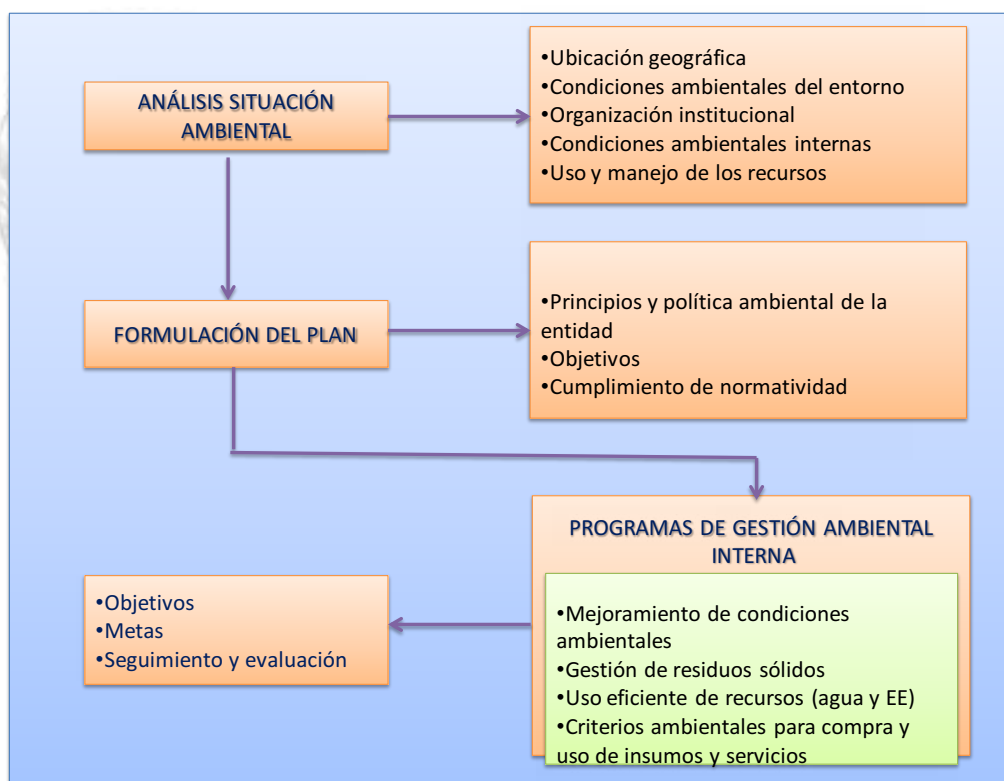 ANÁLISIS SITUACIÓN
AMBIENTAL
•Ubicación geográfica
•Condiciones ambientales del entorno
•Organización institucional
•Condiciones ambientales internas
•Uso y manejo de los recursos
FORMULACIÓN DEL PLAN
•Principios y política ambiental de la
entidad
•Objetivos
•Cumplimiento de normatividad
PROGRAMAS DE GESTIÓN AMBIENTAL
INTERNA
•Mejoramiento de condiciones
ambientales
•Gestión de residuos sólidos
•Uso eficiente de recursos (agua y EE)
•Criterios ambientales para compra y
uso de insumos y servicios
•Objetivos
•Metas
•Seguimiento y evaluación